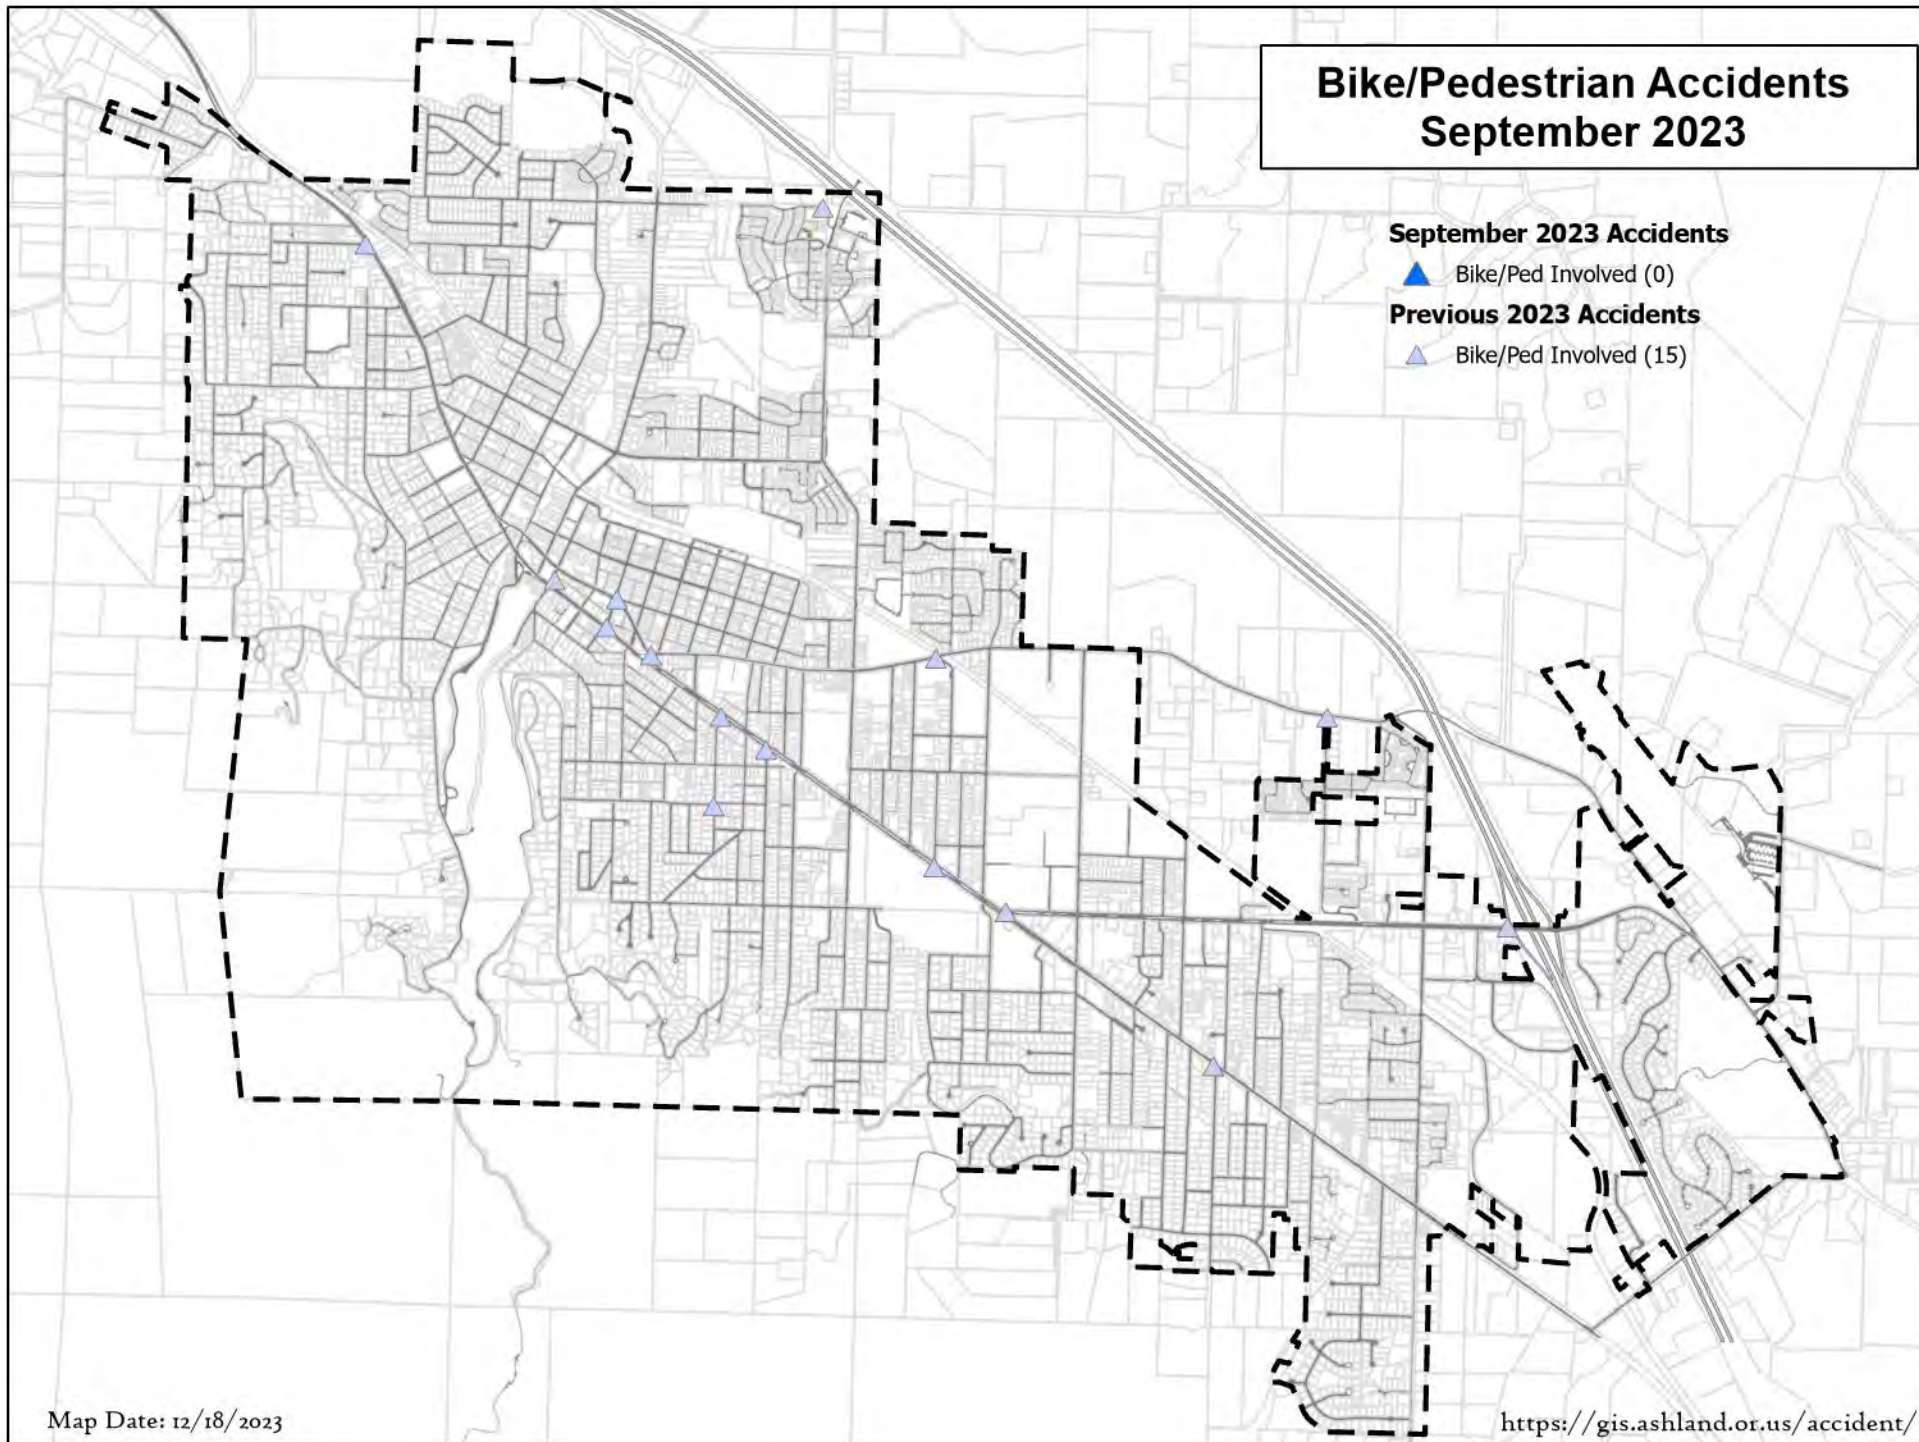 Bike/Pedestrian Accidents
September 2023
September 2023 Accidents
Bike/Ped Involved (0)
Previous 2023 Accidents
Bike/Ped Involved (15)
Map Date: 12/18/2023
https://gis.ashland.or.us/accident/